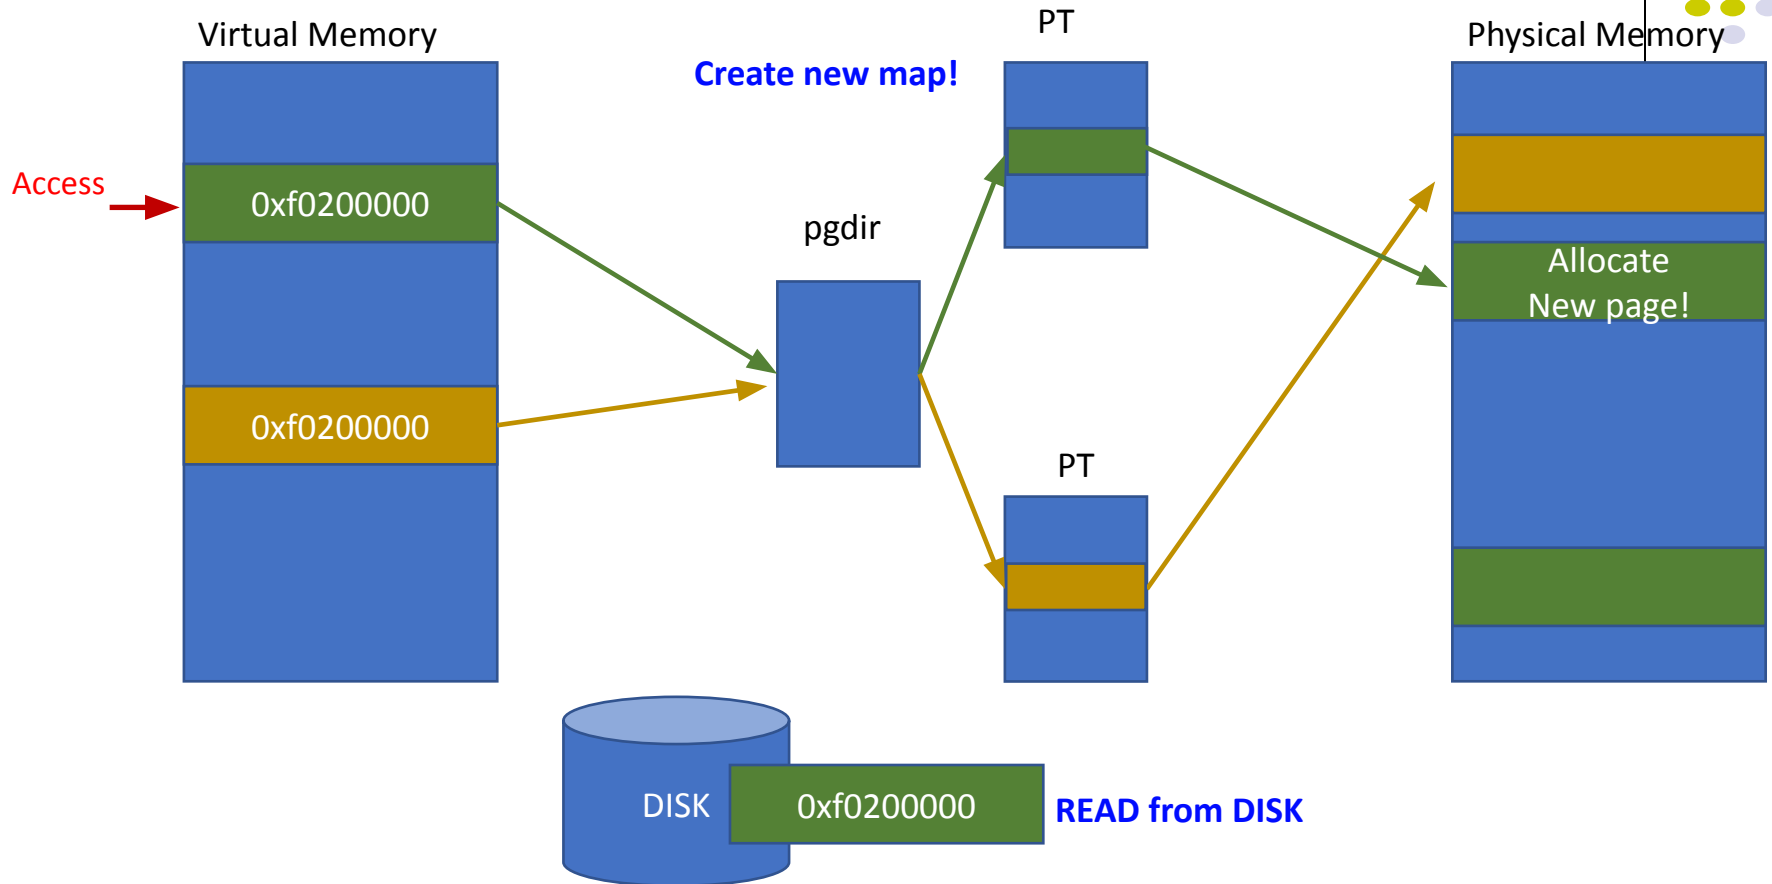 Virtual Memory
PT
Physical Memory
Create new map!
Access
0xf0200000
pgdir
Allocate
New page!
0xf0200000
PT
DISK
0xf0200000
READ from DISK